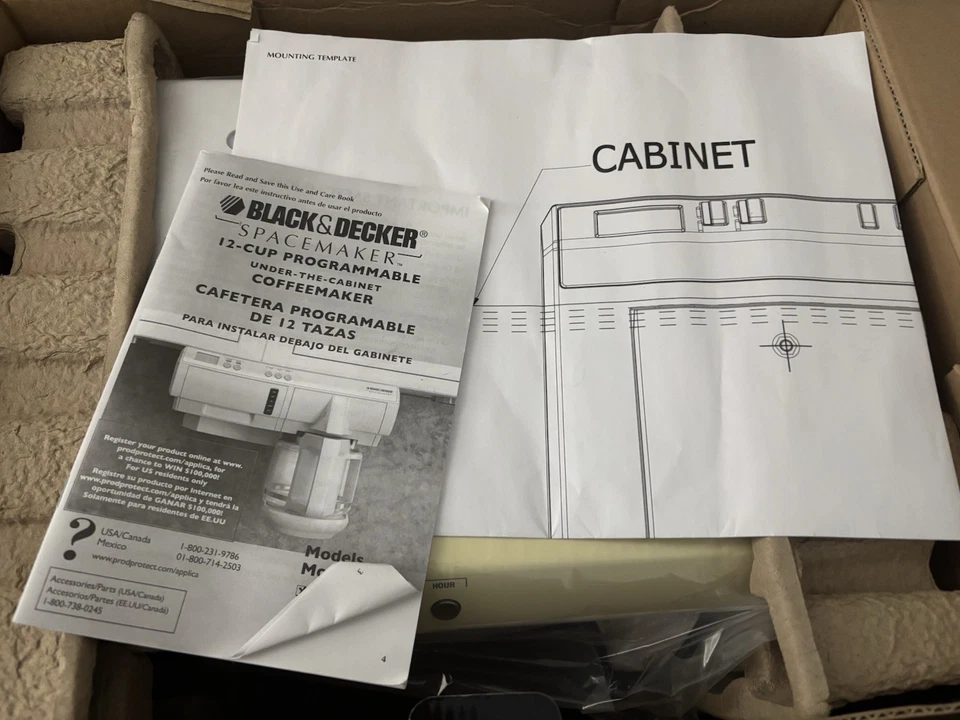 MOUNTING TEMPLATE
CABINET
Please Read and Save this Use and Care Book
Por favor lea este instructivo antes de usar el producto
BLACK&DECKER®
SPACEMAKER™
12-CUP PROGRAMMABLE
UNDER-THE-CABINET
COFFEEMAKER
CAFETERA PROGRAMABLE
DE 12 TAZAS
PARA INSTALAR DEBAJO DEL GABINETE
Register your product online at www.
prodprotect.com/applica, for
a chance to WIN $100,000!
For US residents only
Registre su producto por Internet en
www.prodprotect.com/applica y tendrá la
oportunidad de GANAR $100,000!
Solamente para residentes de EE.UU
?
USA/Canada 1-800-231-9786
Mexico 01-800-714-2503
www.prodprotect.com/applica
Accessories/Parts (USA/Canada)
Accesorios/Partes (EE.UU/Canadá)
1-800-738-0245
Models
Mo
4
HOUR